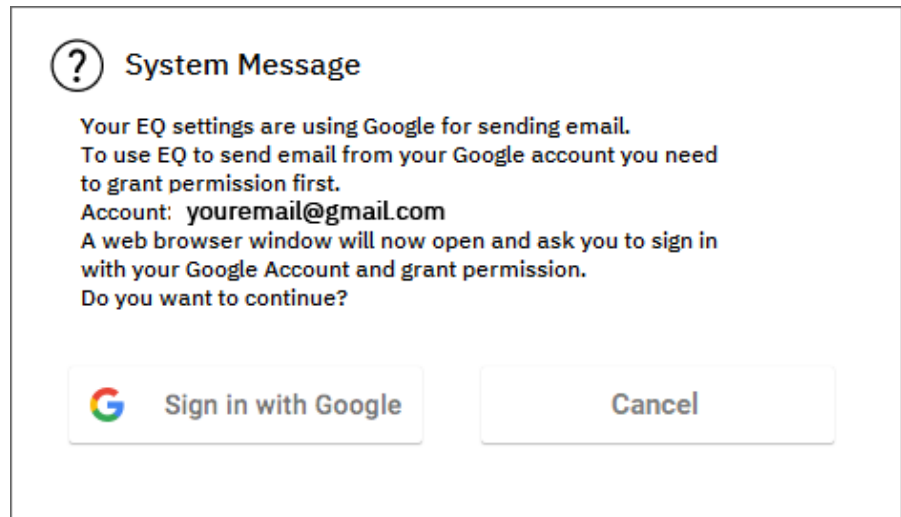 System Message
Your EQ settings are using Google for sending email.
To use EQ to send email from your Google account you need
to grant permission first.
Account: youremail@gmail.com
A web browser window will now open and ask you to sign in
with your Google Account and grant permission.
Do you want to continue?
Sign in with Google
Cancel